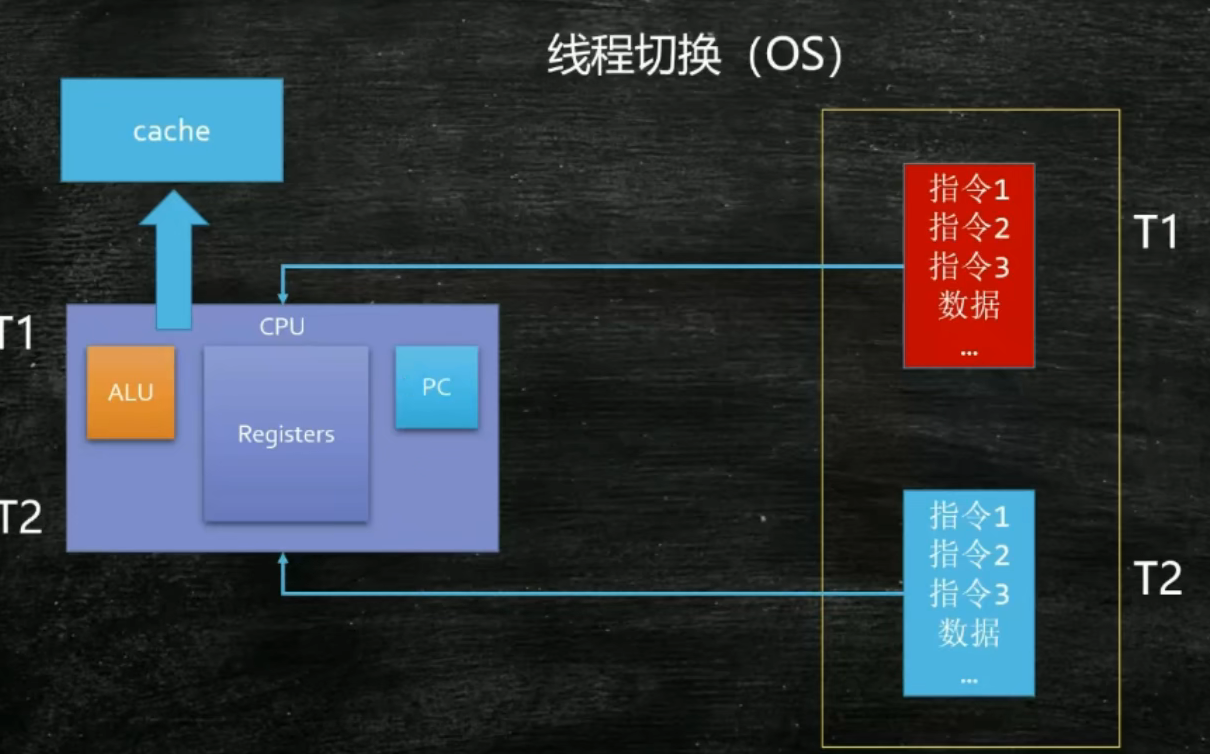 线程切换（OS）
cache
T1
CPU
ALU
Registers
PC
T2
指令1
指令2
指令3
数据
...
T1
指令1
指令2
指令3
数据
...
T2